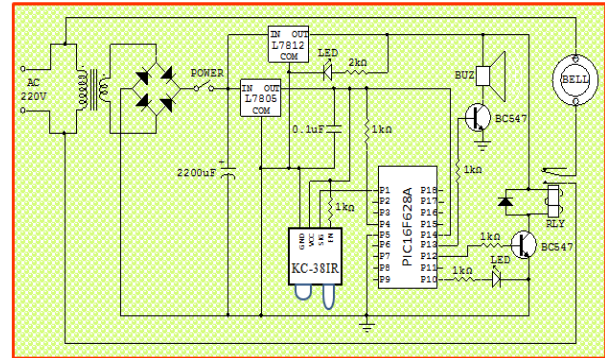 IN OUT
L7812
COM
LED
2kΩ
BUZ
BELL
AC
220V
POWER
IN OUT
L7805
COM
0.1uF
1kΩ
BC547
1kΩ
+
2200uF
1kΩ
GND
VCC
SIG
EN
KC-38IR
P1
P2
P3
P4
P5
P6
P7
P8
P9
PIC16F628A
P18
P17
P16
P15
P14
P13
P12
P11
P10
1kΩ
BC547
RLY
LED
1kΩ